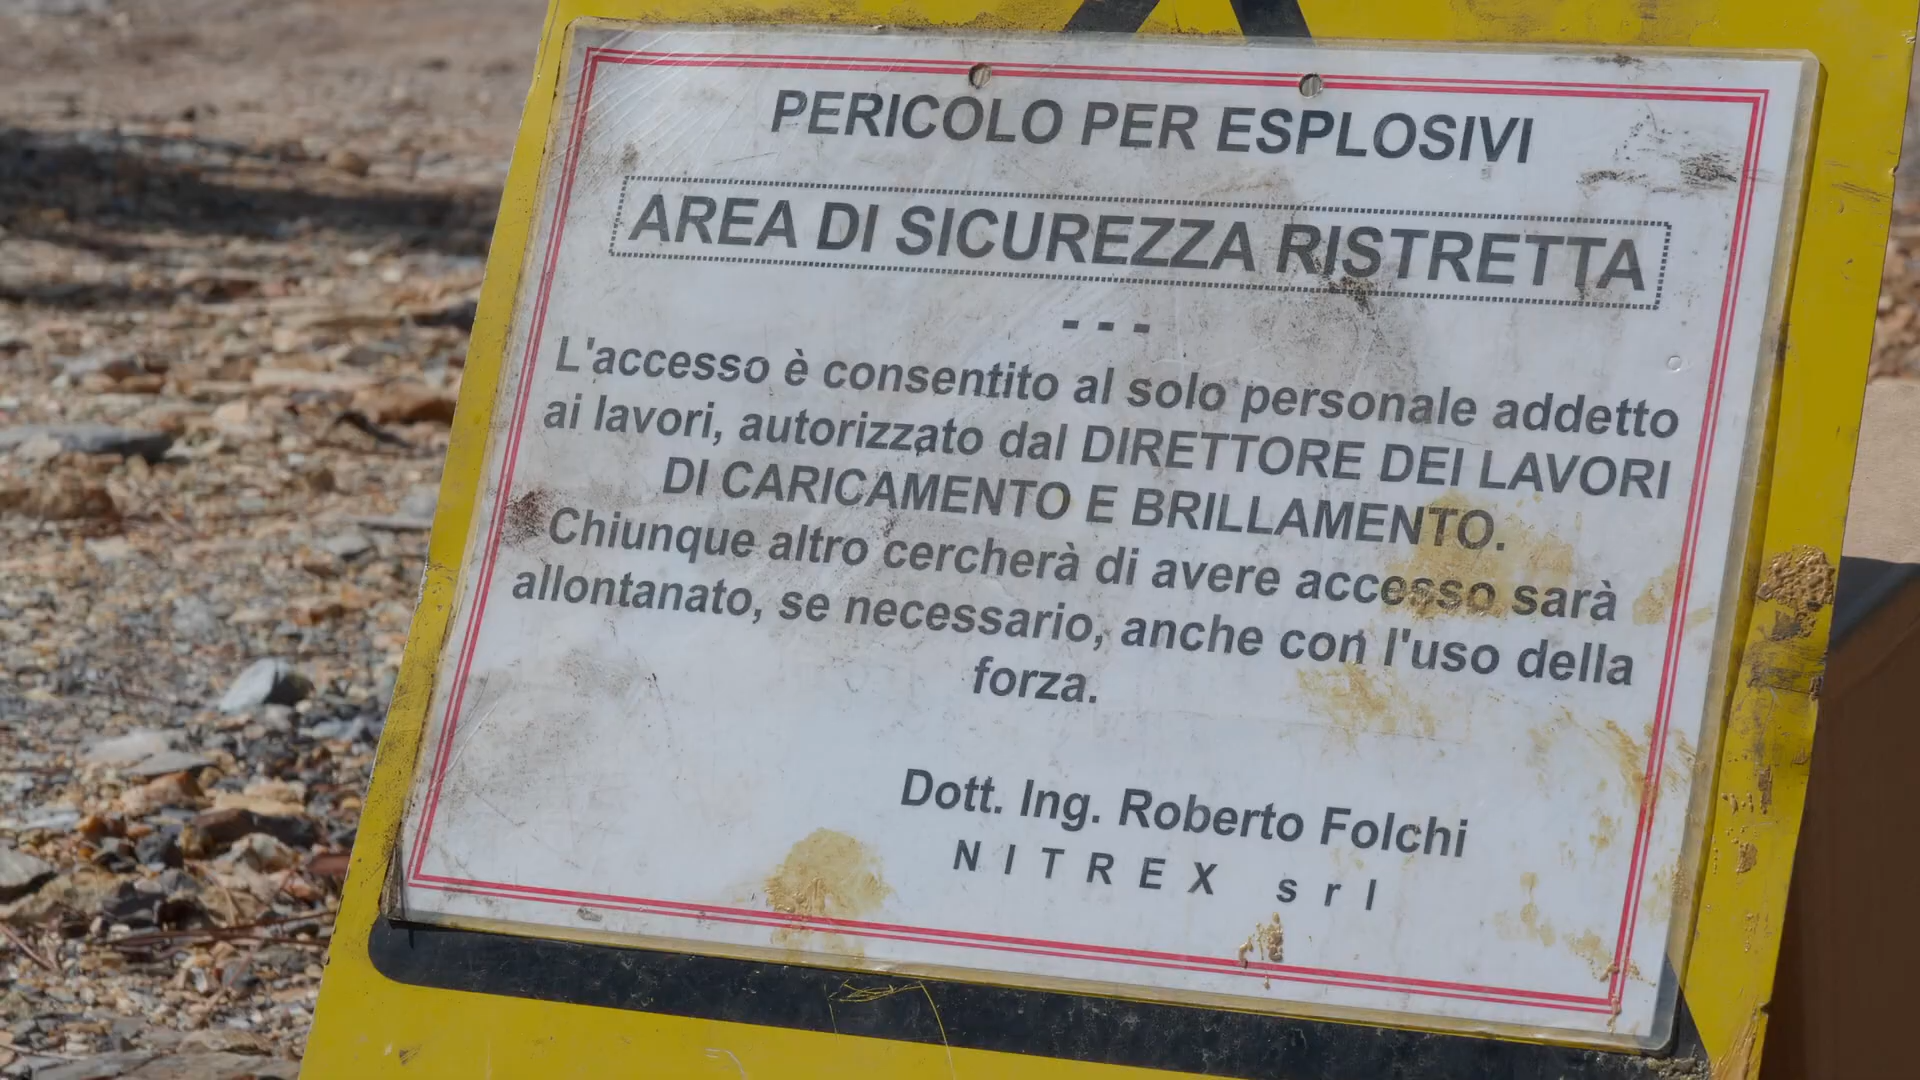 PERICOLO PER ESPLOSIVI
AREA DI SICUREZZA RISTRETTA
- - -
L'accesso è consentito al solo personale addetto
ai lavori, autorizzato dal DIRETTORE DEI LAVORI
DI CARICAMENTO E BRILLAMENTO.
Chiunque altro cercherà di avere accesso sarà
allontanato, se necessario, anche con l'uso della
forza.
Dott. Ing. Roberto Folchi
NITREX srl